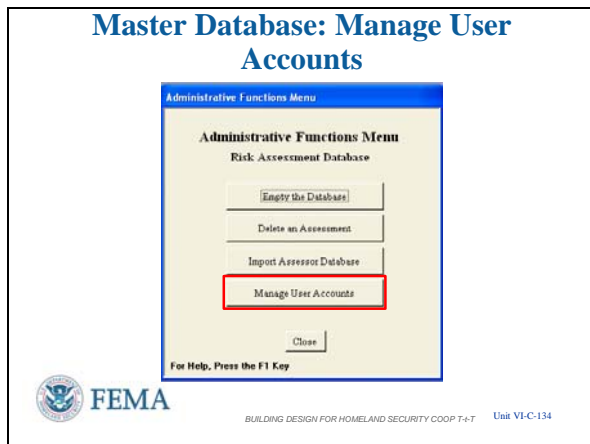 Master Database: Manage User
Accounts
Administrative Functions Menu
Administrative Functions Menu
Risk Assessment Database
Empty the Database
Delete an Assessment
Import Assessor Database
Manage User Accounts
Close
For Help, Press the F1 Key
FEMA
BUILDING DESIGN FOR HOMELAND SECURITY COOP T-t-T
Unit VI-C-134